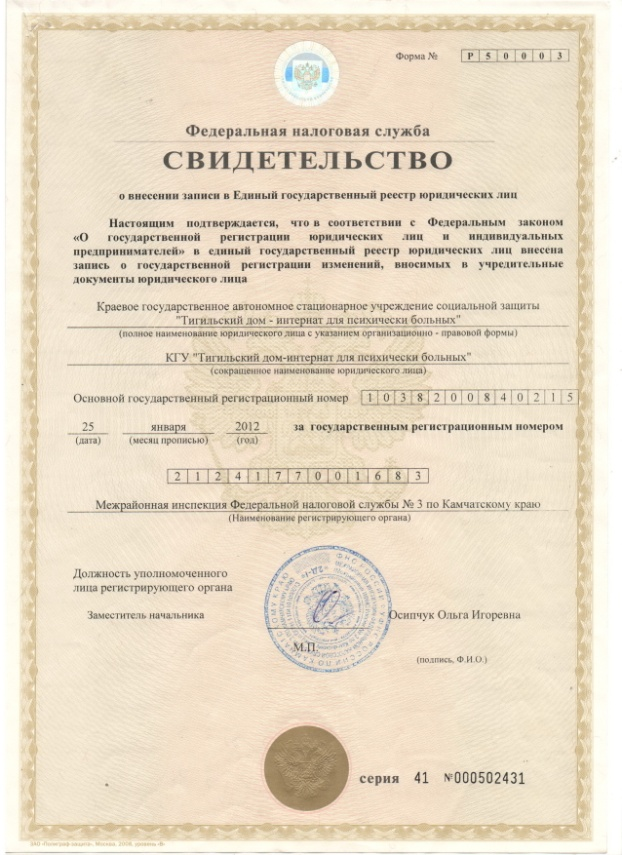 Форма № Р 5 0 0 0 3
Федеральная налоговая служба
СВИДЕТЕЛЬСТВО
о внесении записи в Единый государственный реестр юридических лиц
Настоящим подтверждается, что в соответствии с Федеральным законом
«О государственной регистрации юридических лиц и индивидуальных
предпринимателей» в единый государственный реестр юридических лиц внесена
запись о государственной регистрации изменений, вносимых в учредительные
документы юридического лица
Краевое государственное автономное стационарное учреждение социальной защиты
"Тигильский дом - интернат для психически больных"
(полное наименование юридического лица с указанием организационно - правовой формы)
КГУ "Тигильский дом-интернат для психически больных"
(сокращенное наименование юридического лица)
Основной государственный регистрационный номер 1 0 3 8 2 0 0 8 4 0 2 1 5
25 января 2012 за государственным регистрационным номером
(дата) (месяц прописью) (год)
2 1 2 4 1 7 7 0 0 1 6 8 3
Межрайонная инспекция Федеральной налоговой службы № 3 по Камчатскому краю
(Наименование регистрирующего органа)
Должность уполномоченного
лица регистрирующего органа
Заместитель начальника Осипчук Ольга Игоревна
М.П.
(подпись, Ф.И.О.)
серия 41 №000502431